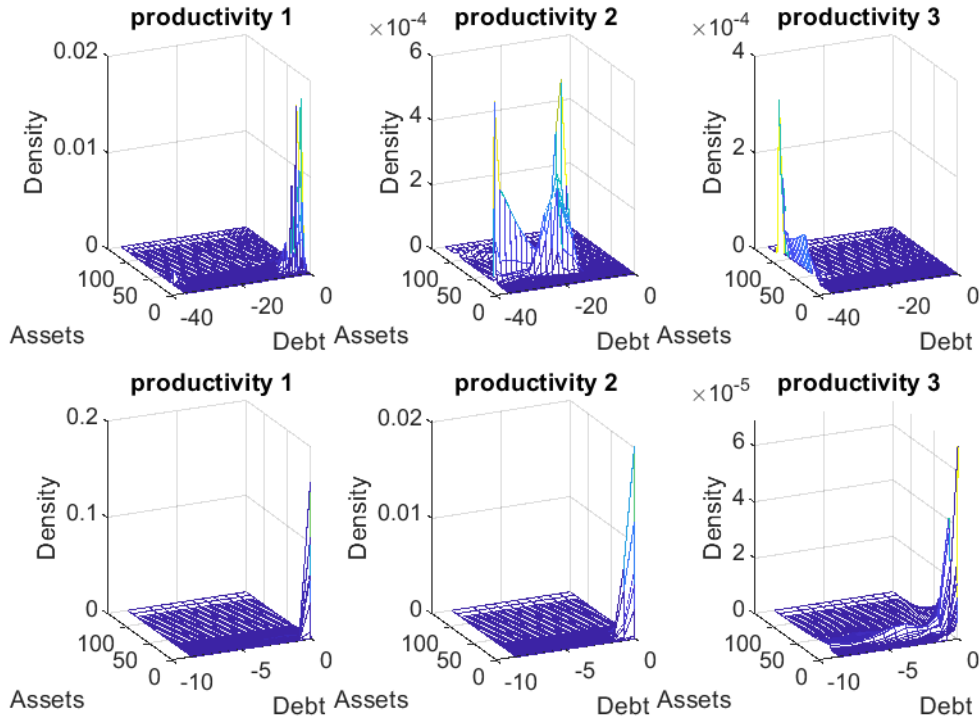 productivity 1
0.02
0.01
0
Density
100
50
0
Assets
-40
-20
0
Debt
productivity 2
×10⁻⁴
6
4
2
0
Density
100
50
0
Assets
-40
-20
0
Debt
productivity 3
×10⁻⁴
4
2
0
Density
100
50
0
Assets
-40
-20
0
Debt
productivity 1
0.2
0.1
0
Density
100
50
0
Assets
-10
-5
0
Debt
productivity 2
0.02
0.01
0
Density
100
50
0
Assets
-10
-5
0
Debt
productivity 3
×10⁻⁵
6
4
2
0
Density
100
50
0
Assets
-10
-5
0
Debt